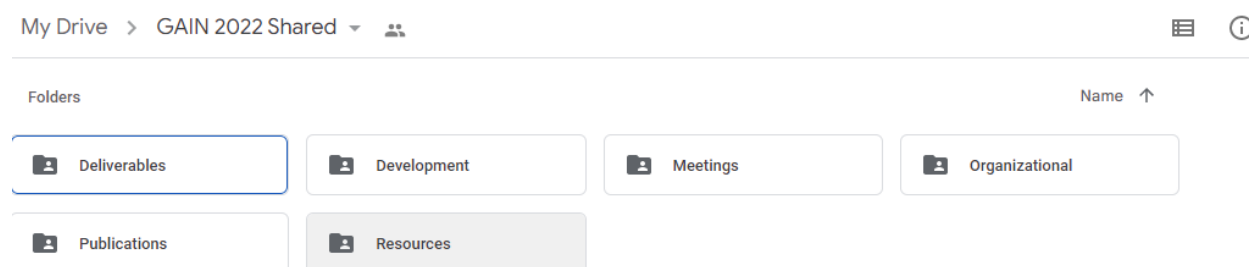 My Drive > GAIN 2022 Shared
Folders
Name ↑
Deliverables
Development
Meetings
Organizational
Publications
Resources